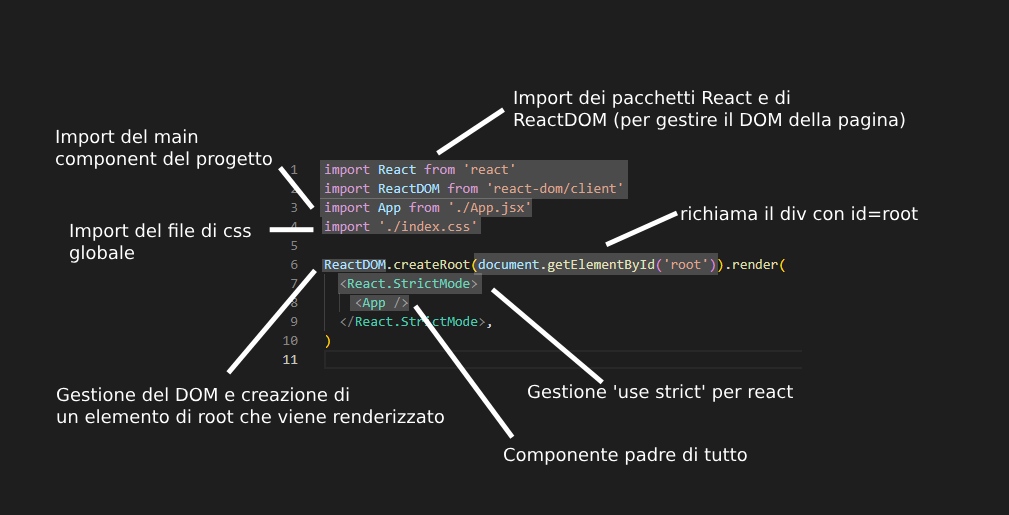 Import dei pacchetti React e di
ReactDOM (per gestire il DOM della pagina)
Import del main
component del progetto
1 import React from 'react'
2 import ReactDOM from 'react-dom/client'
3 import App from './App.jsx'
4 import './index.css'
richiama il div con id=root
Import del file di css
globale
5
6 ReactDOM.createRoot(document.getElementById('root')).render(
7   <React.StrictMode>
8     <App />
9   </React.StrictMode>,
10 )
11
Gestione del DOM e creazione di
un elemento di root che viene renderizzato
Gestione 'use strict' per react
Componente padre di tutto